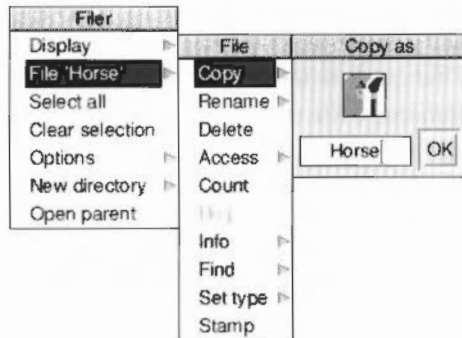 Filer
Display
File 'Horse'
Select all
Clear selection
Options
New directory
Open parent
File
Copy
Rename
Delete
Access
Count
Info
Find
Set type
Stamp
Copy as
Horse
OK